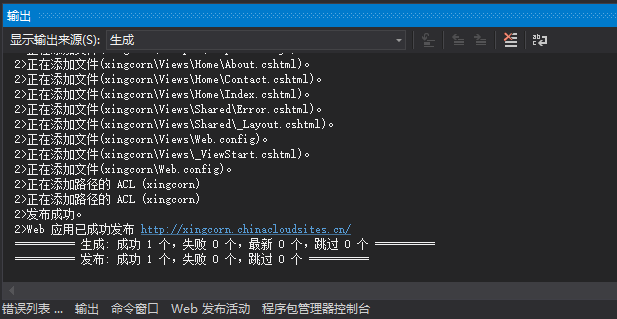 输出
显示输出来源(S): 生成
2>正在添加文件(xingcorn\Views\Home\About.cshtml)。
2>正在添加文件(xingcorn\Views\Home\Contact.cshtml)。
2>正在添加文件(xingcorn\Views\Home\Index.cshtml)。
2>正在添加文件(xingcorn\Views\Shared\Error.cshtml)。
2>正在添加文件(xingcorn\Views\Shared\_Layout.cshtml)。
2>正在添加文件(xingcorn\Views\Web.config)。
2>正在添加文件(xingcorn\Views\_ViewStart.cshtml)。
2>正在添加文件(xingcorn\Web.config)。
2>正在添加路径的 ACL (xingcorn)
2>正在添加路径的 ACL (xingcorn)
2>发布成功。
2>Web 应用已成功发布 http://xingcorn.chinacloudsites.cn/
========== 生成: 成功 1 个，失败 0 个，最新 0 个，跳过 0 个 ==========
========== 发布: 成功 1 个，失败 0 个，跳过 0 个 ==========
错误列表 ... 输出 命令窗口 Web 发布活动 程序包管理器控制台